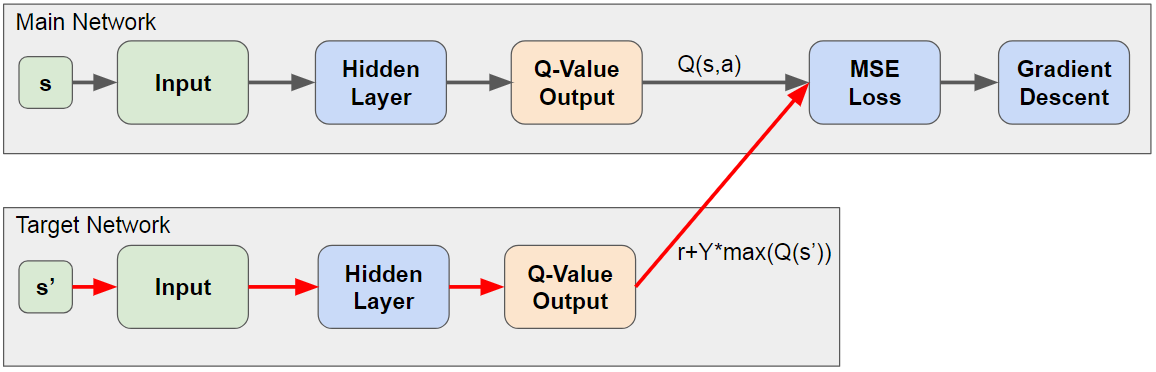 Main Network
s
Input
Hidden
Layer
Q-Value
Output
Q(s,a)
MSE
Loss
Gradient
Descent
Target Network
s’
Input
Hidden
Layer
Q-Value
Output
r+Y*max(Q(s’))